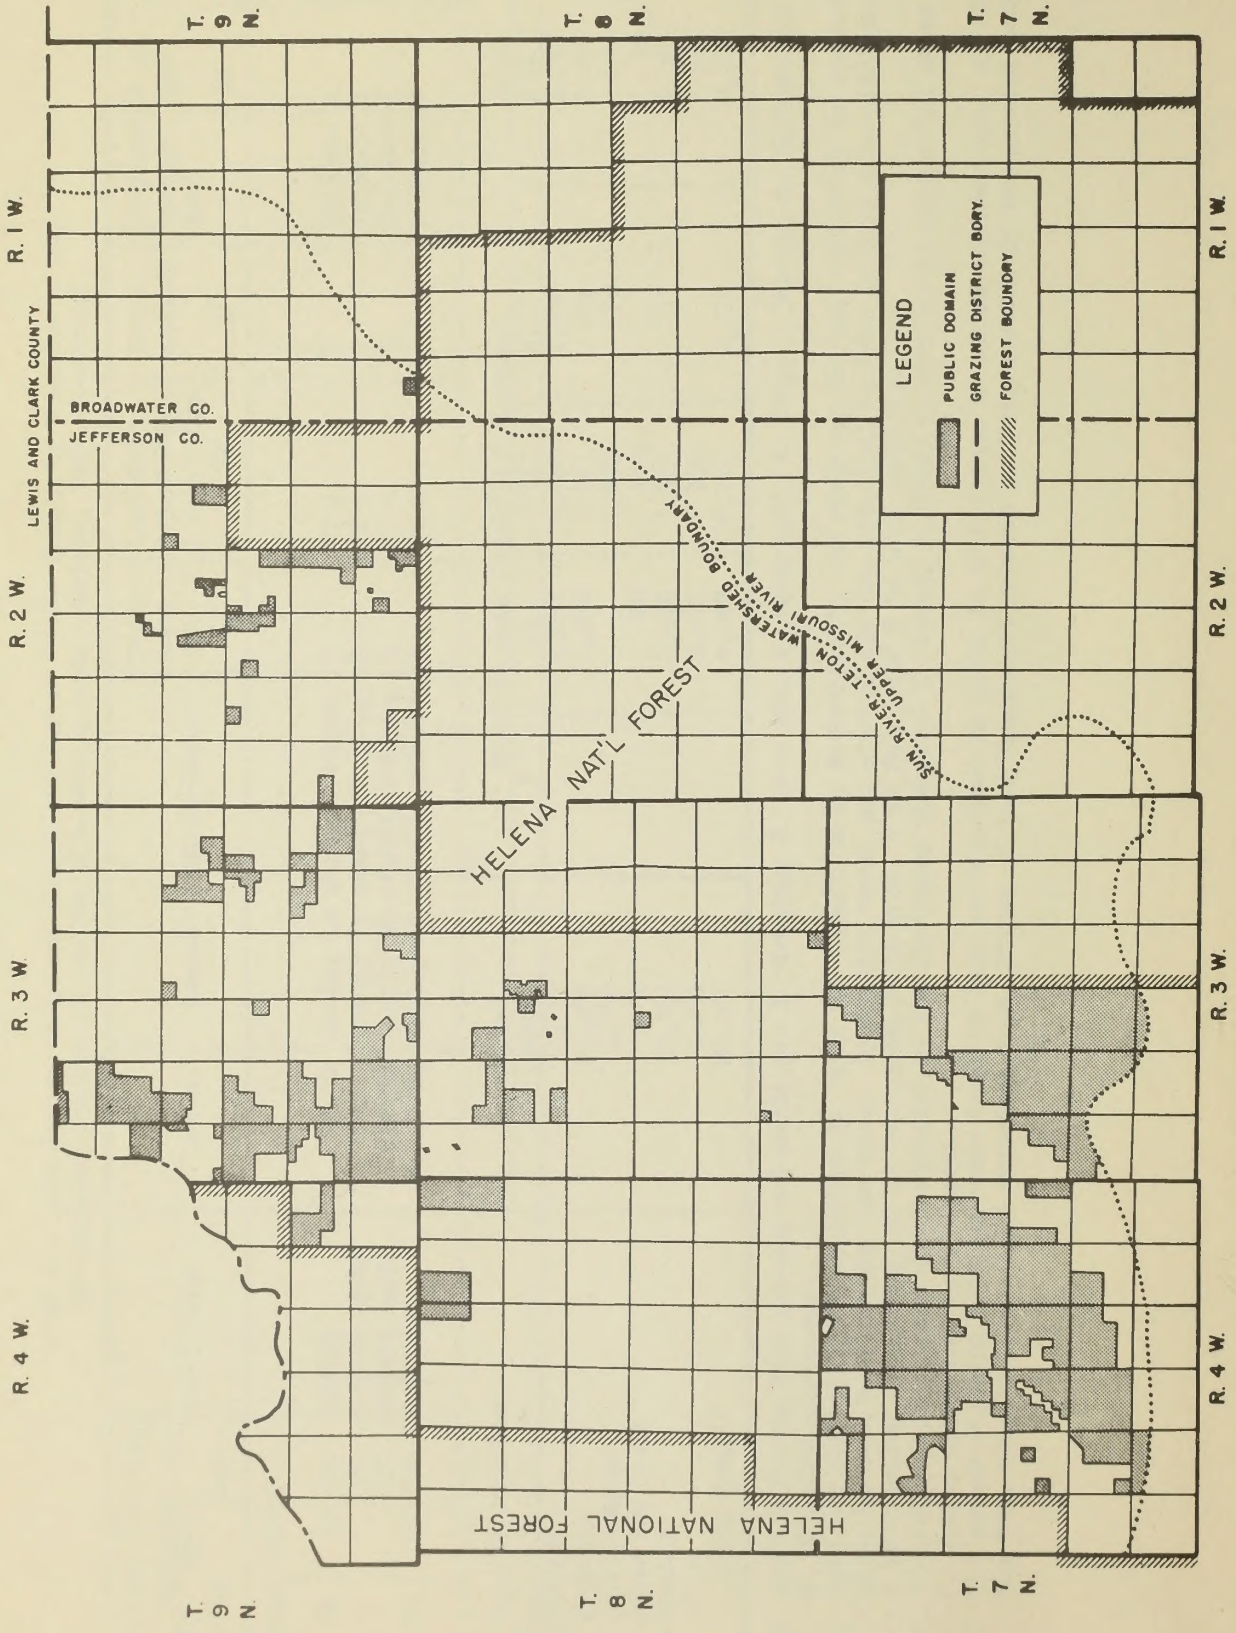 T. 9 N.
T. 8 N.
T. 7 N.
R. 1 W.
LEWIS AND CLARK COUNTY
BROADWATER CO.
JEFFERSON CO.
R. 2 W.
R. 3 W.
R. 4 W.
LEGEND
PUBLIC DOMAIN
GRAZING DISTRICT BDRY.
FOREST BOUNDRY
WATERSHED BOUNDARY
SUN RIVER-TETON
UPPER MISSOURI RIVER
HELENA NAT'L FOREST
HELENA NATIONAL FOREST
R. 1 W.
R. 2 W.
R. 3 W.
R. 4 W.
T. 9 N.
T. 8 N.
T. 7 N.